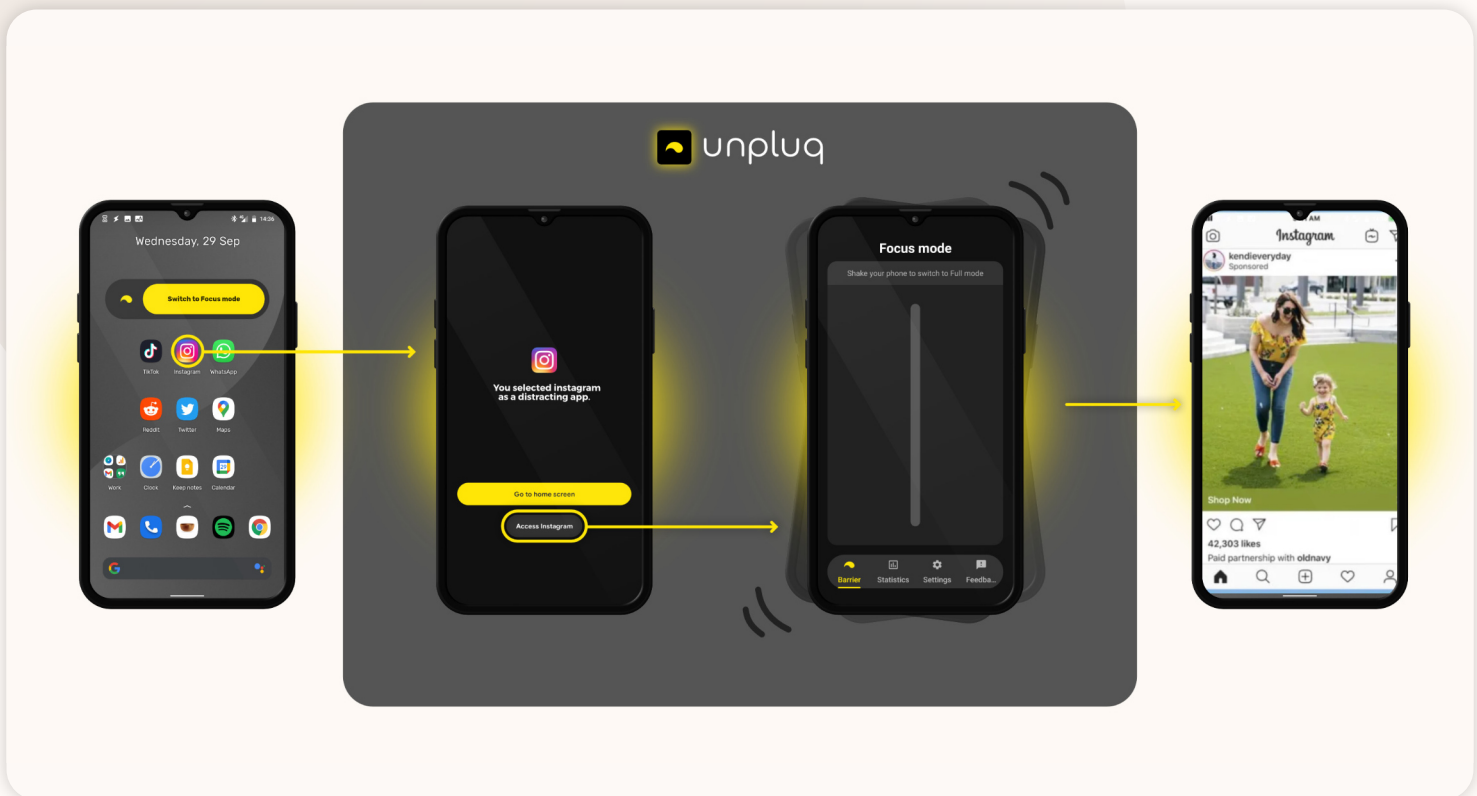 unpluq
14:36
Wednesday, 29 Sep
Switch to Focus mode
TikTok Instagram WhatsApp
Reddit Twitter Maps
Work Clock Keep notes Calendar
You selected instagram
as a distracting app.
Go to home screen
Access Instagram
Focus mode
Shake your phone to switch to Full mode
Barrier Statistics Settings Feedba...
AM
Instagram
kendieveryday
Sponsored
Shop Now
42,303 likes
Paid partnership with oldnavy